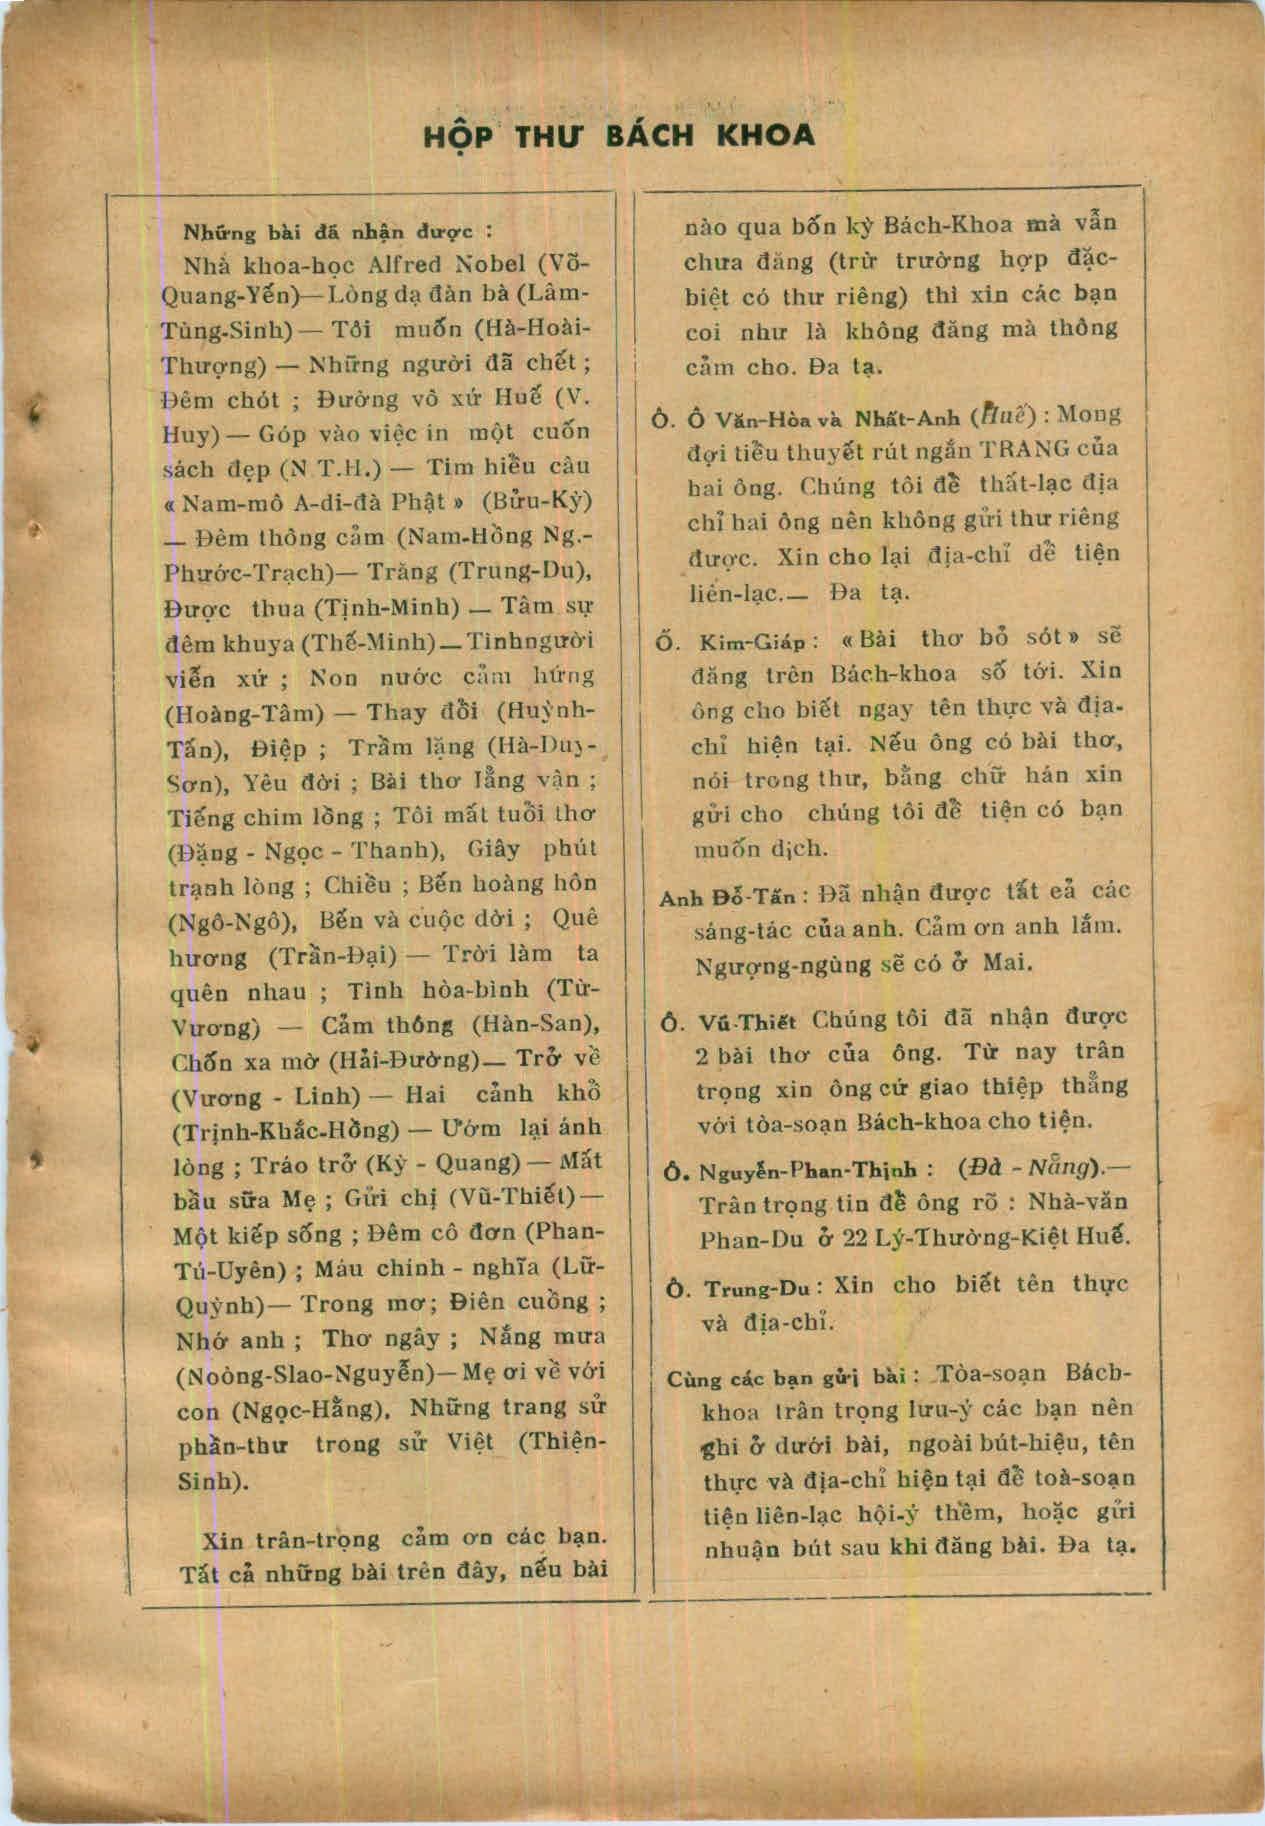 HỘP THƯ BÁCH KHOA
Những bài đã nhận được :
Nhà khoa-học Alfred Nobel (Võ-
Quang-Yến)— Lòng dạ đàn bà (Lâm-
Tùng-Sinh) — Tôi muốn (Hà-Hoài-
Thượng) — Những người đã chết ;
Đêm chót ; Đường vô xứ Huế (V.
Huy) — Góp vào việc in một cuốn
sách đẹp (N T.H.) — Tìm hiểu câu
« Nam-mô A-di-đà Phật » (Bửu-Kỳ)
— Đêm thông cảm (Nam-Hồng Ng.-
Phước-Trạch)— Trăng (Trung-Du),
Được thua (Tịnh-Minh) — Tâm sự
đêm khuya (Thế-Minh) — Tìnhngười
viễn xứ ; Non nước cảm hứng
(Hoàng-Tâm) — Thay đổi (Huỳnh-
Tấn), Điệp ; Trầm lặng (Hà-Duy-
Sơn), Yêu đời ; Bài thơ lẳng vận ;
Tiếng chim lồng ; Tôi mất tuổi thơ
(Đặng - Ngọc - Thanh), Giây phút
trạnh lòng ; Chiều ; Bến hoàng hôn
(Ngô-Ngô), Bến và cuộc dời ; Quê
hương (Trần-Đại) — Trời làm ta
quên nhau ; Tình hòa-bình (Từ-
Vương) — Cảm thông (Hàn-San),
Chốn xa mờ (Hải-Đường) — Trở về
(Vương - Linh) — Hai cảnh khổ
(Trịnh-Khắc-Hồng) — Ướm lại ánh
lòng ; Tráo trở (Kỳ - Quang) — Mất
bầu sữa Mẹ ; Gửi chị (Vũ-Thiết) —
Một kiếp sống ; Đêm cô đơn (Phan-
Tú-Uyên) ; Máu chinh - nghĩa (Lữ-
Quỳnh)— Trong mơ; Điên cuồng ;
Nhớ anh ; Thơ ngây ; Nắng mưa
(Noòng-Slao-Nguyễn)— Mẹ ơi về với
con (Ngọc-Hằng), Những trang sử
phần-thư trong sử Việt (Thiện-
Sinh).
Xin trân-trọng cảm ơn các bạn.
Tất cả những bài trên đây, nếu bài
nào qua bốn kỳ Bách-Khoa mà vẫn
chưa đăng (trừ trường hợp đặc-
biệt có thư riêng) thì xin các bạn
coi như là không đăng mà thông
cảm cho. Đa tạ.
Ô. Ô Văn-Hòa và Nhất-Anh (Huế) : Mong
đợi tiểu thuyết rút ngắn TRANG của
hai ông. Chúng tôi để thất-lạc địa
chỉ hai ông nên không gửi thư riêng
được. Xin cho lại địa-chỉ dể tiện
liên-lạc.— Đa tạ.
Ô. Kim-Giáp : « Bài thơ bỏ sót » sẽ
đăng trên Bách-khoa số tới. Xin
ông cho biết ngay tên thực và địa-
chỉ hiện tại. Nếu ông có bài thơ,
nói trong thư, bằng chữ hán xin
gửi cho chúng tôi để tiện có bạn
muốn dịch.
Anh Đỗ-Tấn : Đã nhận được tất eả các
sáng-tác của anh. Cảm ơn anh lắm.
Ngượng-ngùng sẽ có ở Mai.
Ô. Vũ-Thiết Chúng tôi đã nhận được
2 bài thơ của ông. Từ nay trân
trọng xin ông cứ giao thiệp thẳng
với tòa-soạn Bách-khoa cho tiện.
Ô. Nguyễn-Phan-Thịnh : (Đà - Nẵng).—
Trân trọng tin để ông rõ : Nhà-văn
Phan-Du ở 22 Lý-Thường-Kiệt Huế.
Ô. Trung-Du : Xin cho biết tên thực
và địa-chỉ.
Cùng các bạn gửi bài : Tòa-soạn Bách-
khoa trân trọng lưu-ý các bạn nên
ghi ở dưới bài, ngoài bút-hiệu, tên
thực và địa-chỉ hiện tại để toà-soạn
tiện liên-lạc hội-ý thêm, hoặc gửi
nhuận bút sau khi đăng bài. Đa tạ.